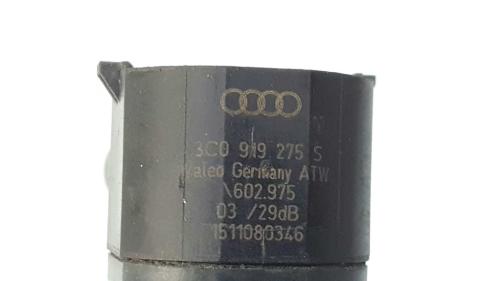 3C0 919 275 S
Valeo Germany ATW
602.975
03 /29dB
1511080346